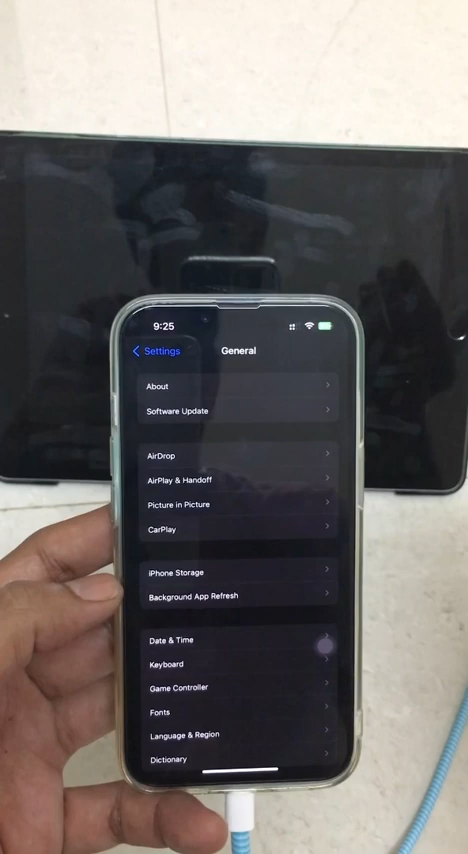 9:25
Settings
General
About
Software Update
AirDrop
AirPlay & Handoff
Picture in Picture
CarPlay
iPhone Storage
Background App Refresh
Date & Time
Keyboard
Game Controller
Fonts
Language & Region
Dictionary